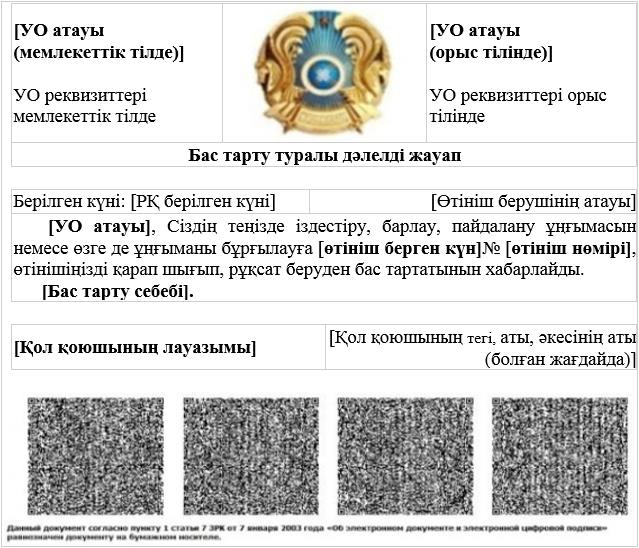 [УО атауы
(мемлекеттік тілде)]
УО реквизиттері
мемлекеттік тілде
[УО атауы
(орыс тілінде)]
УО реквизиттері орыс
тілінде
Бас тарту туралы дәлелді жауап
Берілген күні: [РҚ берілген күні]
[Өтініш берушінің атауы]
[УО атауы], Сіздің теңізде іздестіру, барлау, пайдалану ұңғымасын
немесе өзге де ұңғыманы бұрғылауға [өтініш берген күн]№ [өтініш нөмірі],
өтінішіңізді қарап шығып, рұқсат беруден бас тартатынын хабарлайды.
[Бас тарту себебі].
[Қол қоюшының лауазымы]
[Қол қоюшының тегі, аты, әкесінің аты
(болған жағдайда)]
Данный документ согласно пункту 1 статьи 7 ЗРК от 7 января 2003 года «Об электронном документе и электронной цифровой подписи»
равнозначен документу на бумажном носителе.